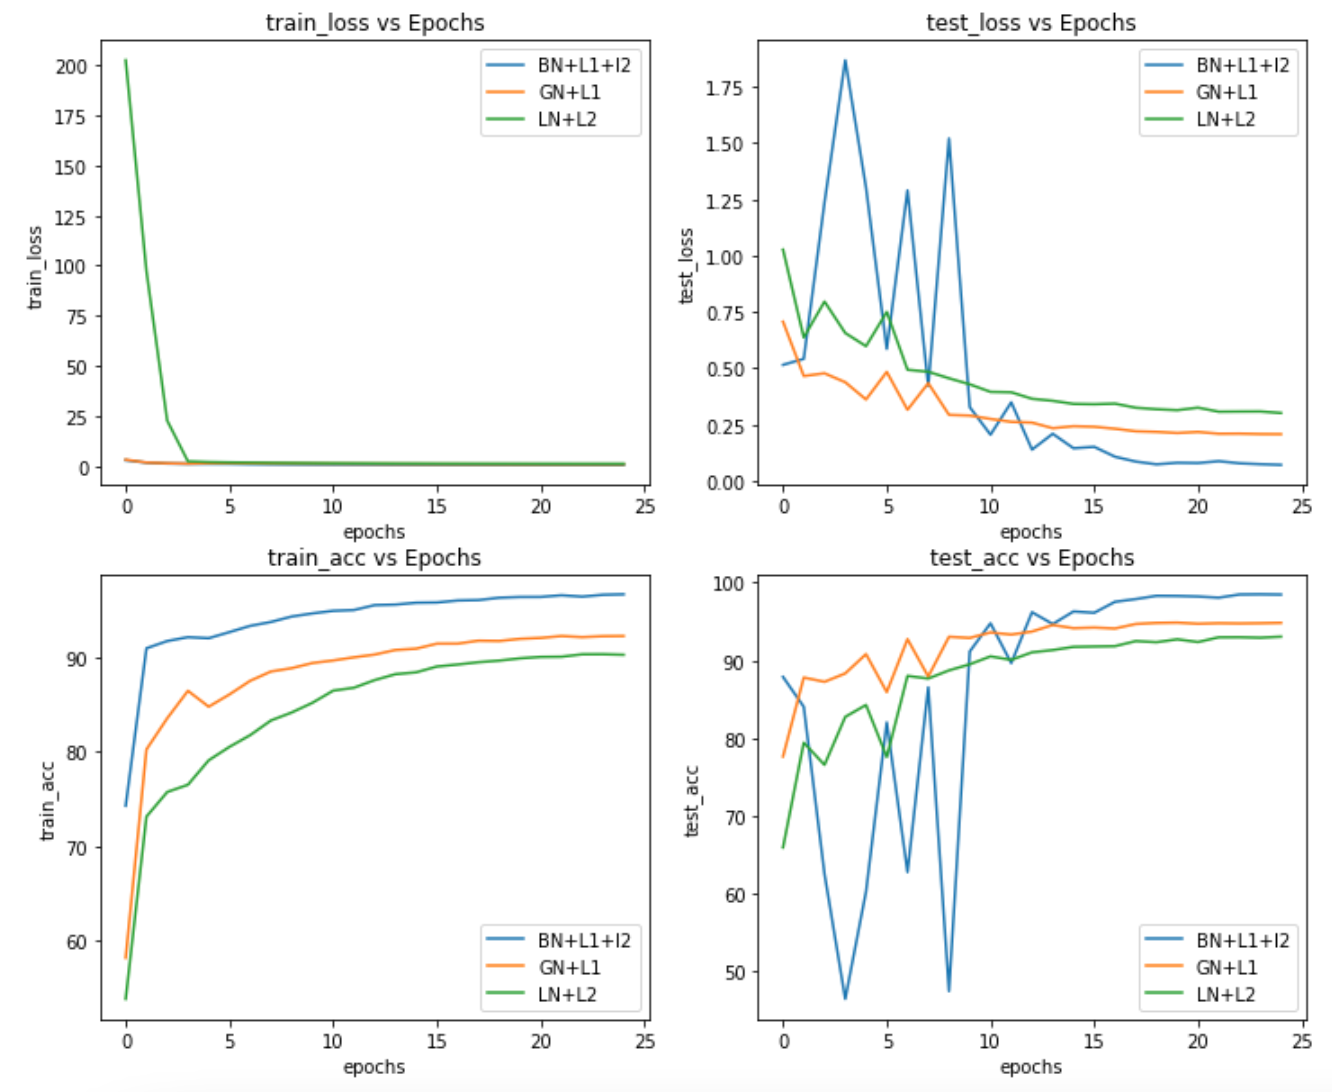 train_loss vs Epochs
BN+L1+l2
GN+L1
LN+L2
200
175
150
125
100
75
50
25
0
train_loss
0 5 10 15 20 25
epochs
test_loss vs Epochs
BN+L1+l2
GN+L1
LN+L2
1.75
1.50
1.25
1.00
0.75
0.50
0.25
0.00
test_loss
0 5 10 15 20 25
epochs
train_acc vs Epochs
90
80
70
60
train_acc
BN+L1+l2
GN+L1
LN+L2
0 5 10 15 20 25
epochs
test_acc vs Epochs
100
90
80
70
60
50
test_acc
BN+L1+l2
GN+L1
LN+L2
0 5 10 15 20 25
epochs